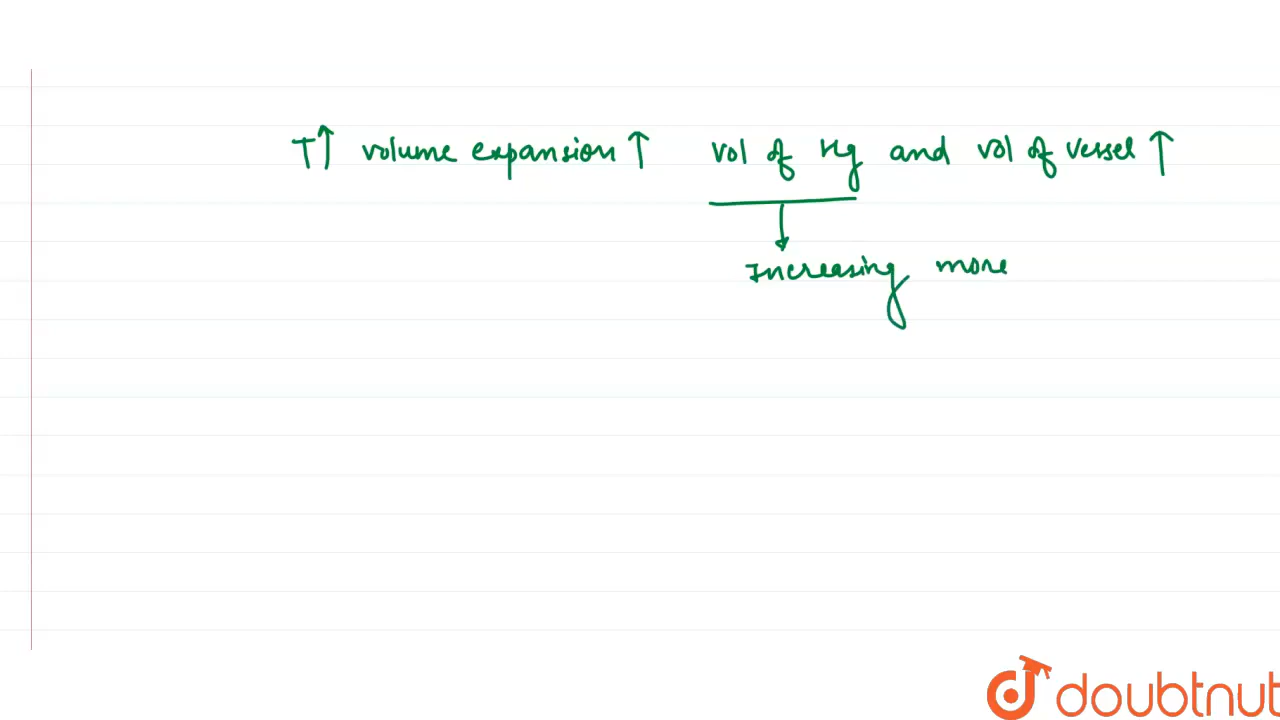 T↑ volume expansion ↑ vol of Hg and vol of vessel ↑
Increasing more
doubtnut